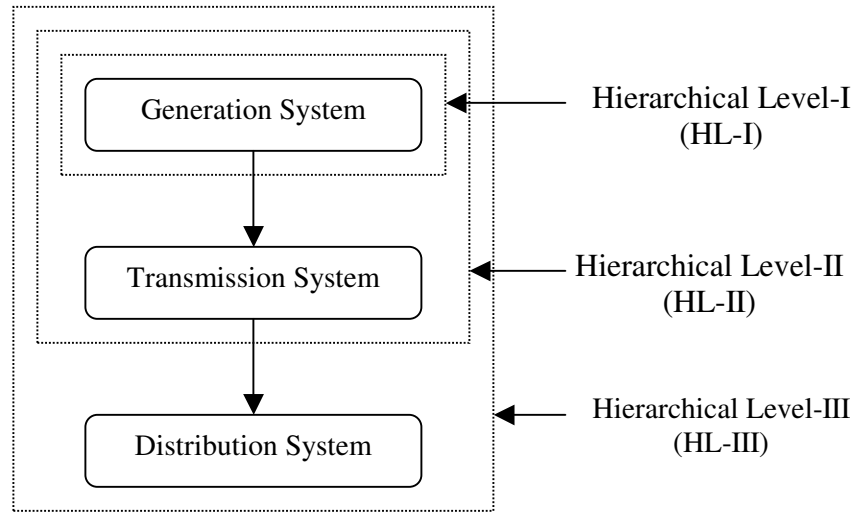 Generation System
Hierarchical Level-I
(HL-I)
Transmission System
Hierarchical Level-II
(HL-II)
Distribution System
Hierarchical Level-III
(HL-III)